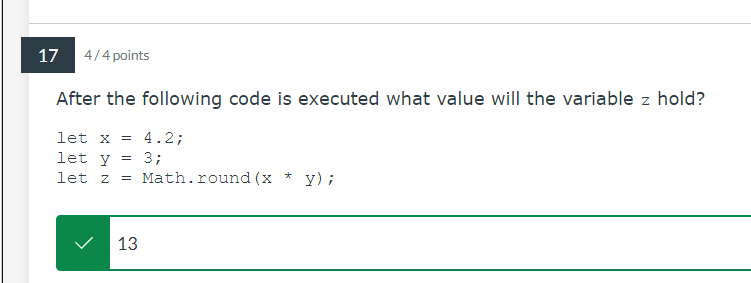 17 4/4 points
After the following code is executed what value will the variable z hold?
let x = 4.2;
let y = 3;
let z = Math.round(x * y);
13